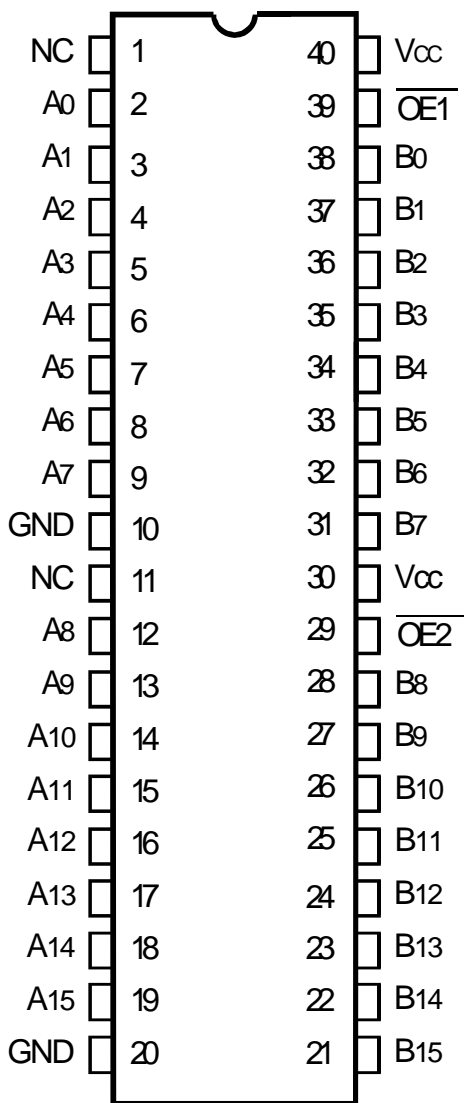 NC 1 40 Vcc
A0 2 39 OE1
A1 3 38 B0
A2 4 37 B1
A3 5 36 B2
A4 6 35 B3
A5 7 34 B4
A6 8 33 B5
A7 9 32 B6
GND 10 31 B7
NC 11 30 Vcc
A8 12 29 OE2
A9 13 28 B8
A10 14 27 B9
A11 15 26 B10
A12 16 25 B11
A13 17 24 B12
A14 18 23 B13
A15 19 22 B14
GND 20 21 B15